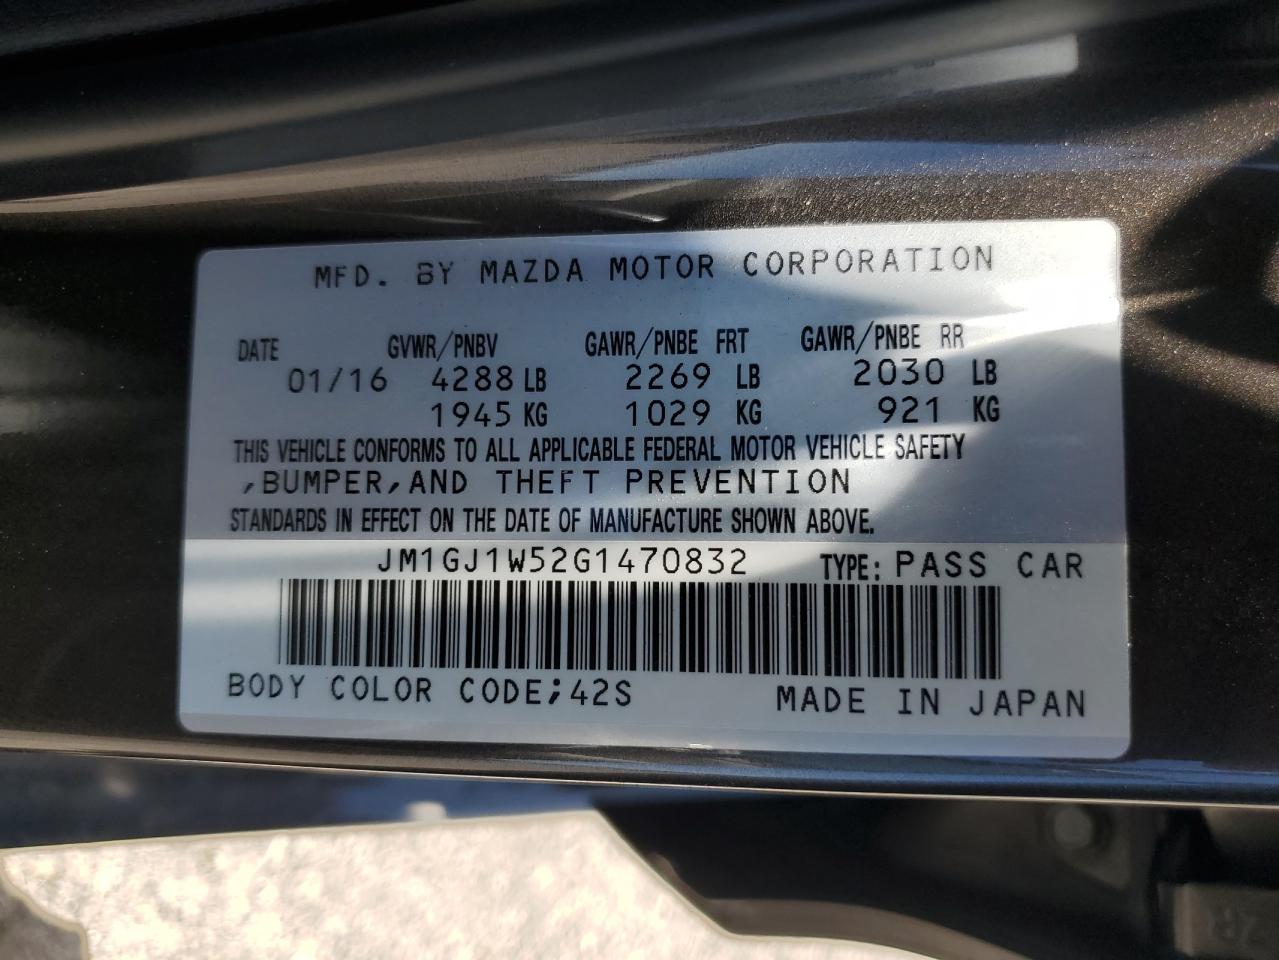 MFD. BY MAZDA MOTOR CORPORATION
DATE GVWR/PNBV GAWR/PNBE FRT GAWR/PNBE RR
01/16 4288 LB 2269 LB 2030 LB
1945 KG 1029 KG 921 KG
THIS VEHICLE CONFORMS TO ALL APPLICABLE FEDERAL MOTOR VEHICLE SAFETY
,BUMPER,AND THEFT PREVENTION
STANDARDS IN EFFECT ON THE DATE OF MANUFACTURE SHOWN ABOVE.
JM1GJ1W52G1470832 TYPE: PASS CAR
BODY COLOR CODE;42S MADE IN JAPAN